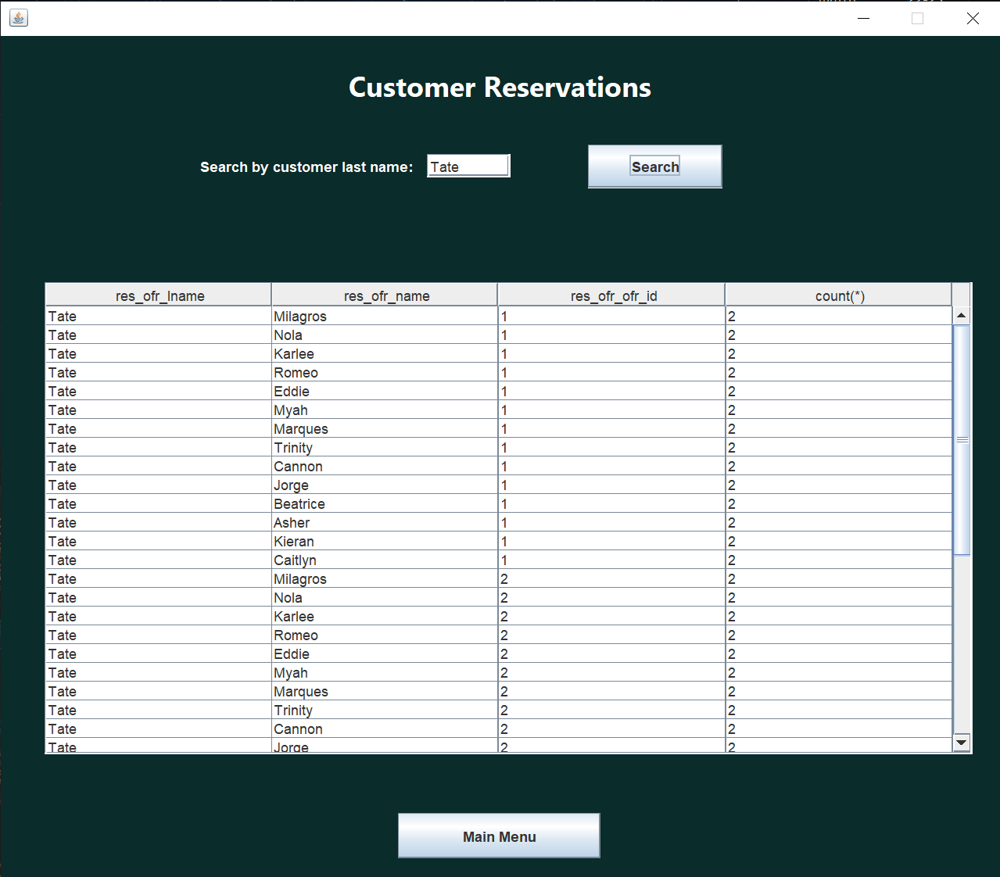 Customer Reservations
Search by customer last name: Tate Search
res_ofr_lname res_ofr_name res_ofr_ofr_id count(*)
Tate Milagros 1 2
Tate Nola 1 2
Tate Karlee 1 2
Tate Romeo 1 2
Tate Eddie 1 2
Tate Myah 1 2
Tate Marques 1 2
Tate Trinity 1 2
Tate Cannon 1 2
Tate Jorge 1 2
Tate Beatrice 1 2
Tate Asher 1 2
Tate Kieran 1 2
Tate Caitlyn 1 2
Tate Milagros 2 2
Tate Nola 2 2
Tate Karlee 2 2
Tate Romeo 2 2
Tate Eddie 2 2
Tate Myah 2 2
Tate Marques 2 2
Tate Trinity 2 2
Tate Cannon 2 2
Tate Jorge 2 2
Main Menu